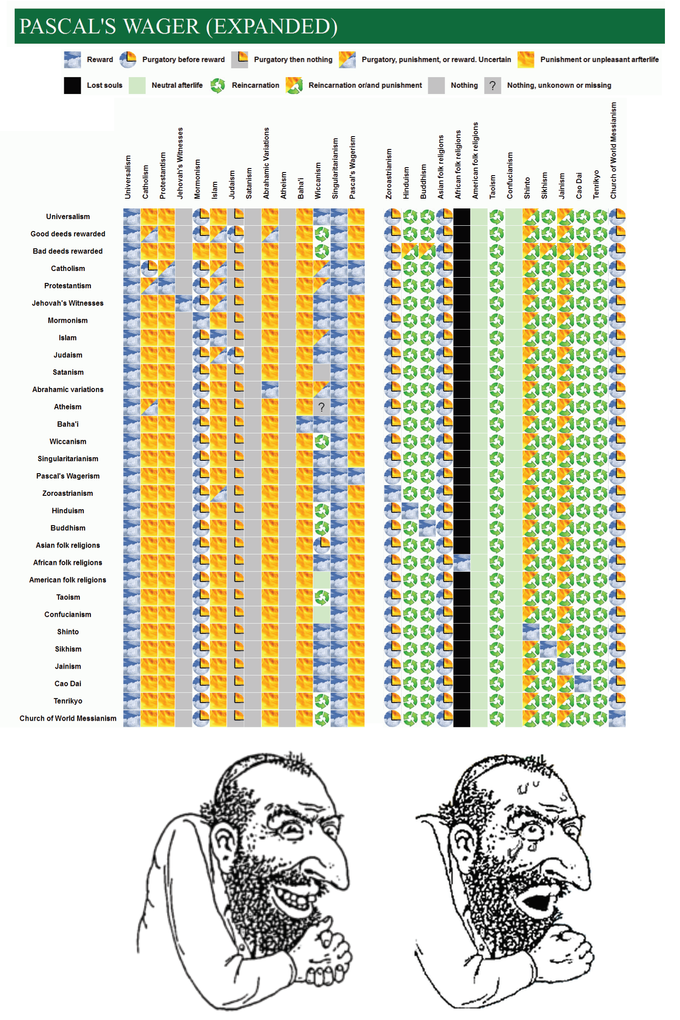 PASCAL'S WAGER (EXPANDED)
Reward
Purgatory before reward
Purgatory then nothing
Purgatory, punishment, or reward. Uncertain
Punishment or unpleasant arfterlife
Lost souls
Neutral afterlife
Reincarnation
Reincarnation or/and punishment
Nothing
? Nothing, unkonown or missing
Universalism
Catholism
Protestantism
Jehovah's Witnesses
Mormonism
Islam
Judaism
Satanism
Abrahamic Variations
Atheism
Baha'i
Wiccanism
Singularitarianism
Pascal's Wagerism
Zoroastrianism
Hinduism
Buddhism
Asian folk religions
African folk religions
American folk religions
Taoism
Confucianism
Shinto
Sikhism
Jainism
Cao Dai
Tenrikyo
Church of World Messianism
Universalism
Good deeds rewarded
Bad deeds rewarded
Catholism
Protestantism
Jehovah's Witnesses
Mormonism
Islam
Judaism
Satanism
Abrahamic variations
Atheism
?
Baha'i
Wiccanism
Singularitarianism
Pascal's Wagerism
Zoroastrianism
Hinduism
Buddhism
Asian folk religions
African folk religions
American folk religions
Taoism
Confucianism
Shinto
Sikhism
Jainism
Cao Dai
Tenrikyo
Church of World Messianism